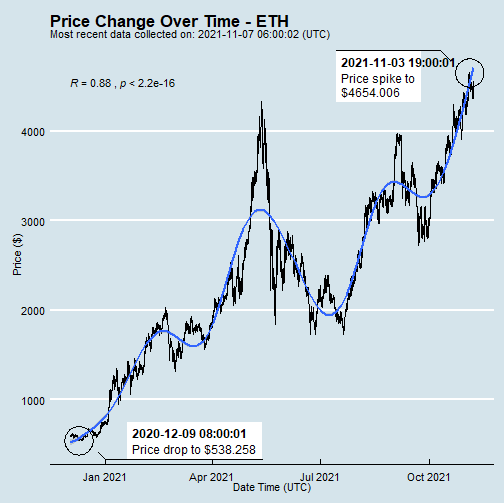 Price Change Over Time - ETH
Most recent data collected on: 2021-11-07 06:00:02 (UTC)
2021-11-03 19:00:01
Price spike to
$4654.006
R = 0.88 , p < 2.2e-16
4000
3000
2000
1000
Price ($)
2020-12-09 08:00:01
Price drop to $538.258
Jan 2021
Apr 2021
Jul 2021
Oct 2021
Date Time (UTC)